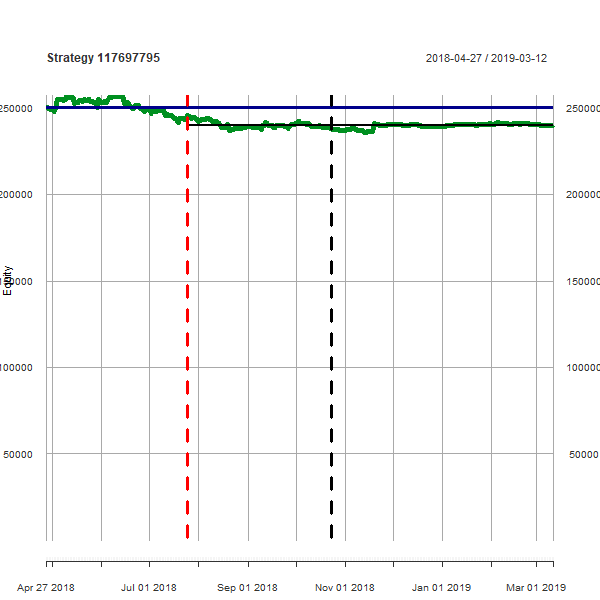 Strategy 117697795
2018-04-27 / 2019-03-12
250000 250000
200000 200000
150000 150000
Equity
100000 100000
50000 50000
Apr 27 2018 Jul 01 2018 Sep 01 2018 Nov 01 2018 Jan 01 2019 Mar 01 2019